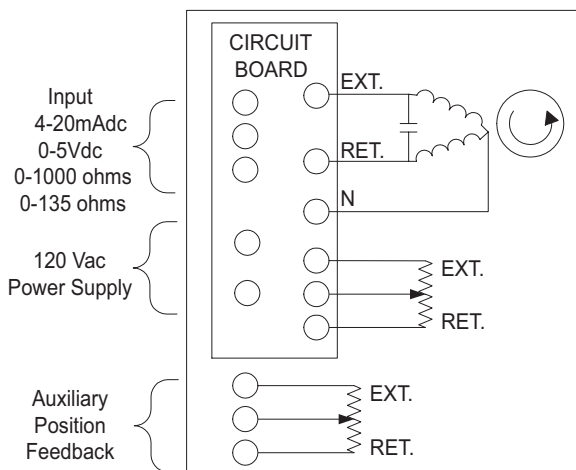 CIRCUIT
BOARD
Input
4-20mAdc
0-5Vdc
0-1000 ohms
0-135 ohms
120 Vac
Power Supply
Auxiliary
Position
Feedback
EXT.
RET.
N
EXT.
RET.
EXT.
RET.